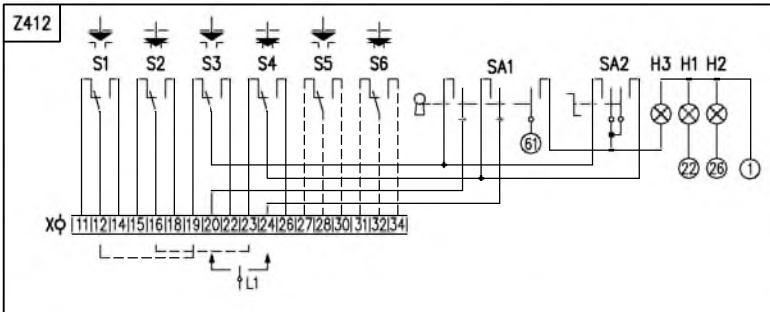 Z412
S1 S2 S3 S4 S5 S6 SA1 SA2 H3 H1 H2
61
22 26 1
X 11 12 14 15 16 18 19 20 22 23 24 26 27 28 30 31 32 34
L1